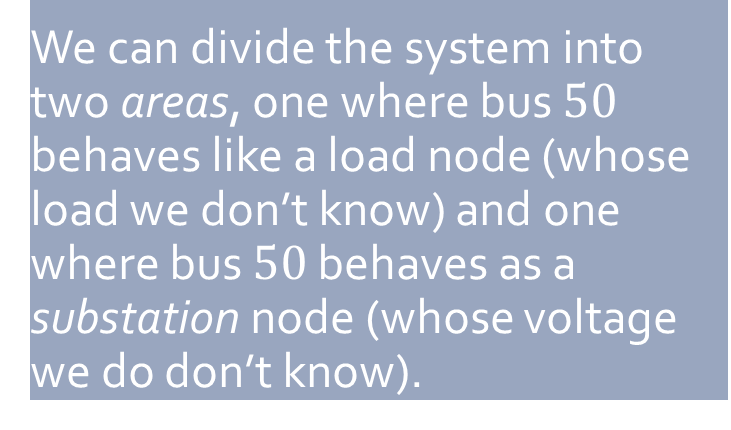 We can divide the system into
two areas, one where bus 50
behaves like a load node (whose
load we don’t know) and one
where bus 50 behaves as a
substation node (whose voltage
we do don’t know).